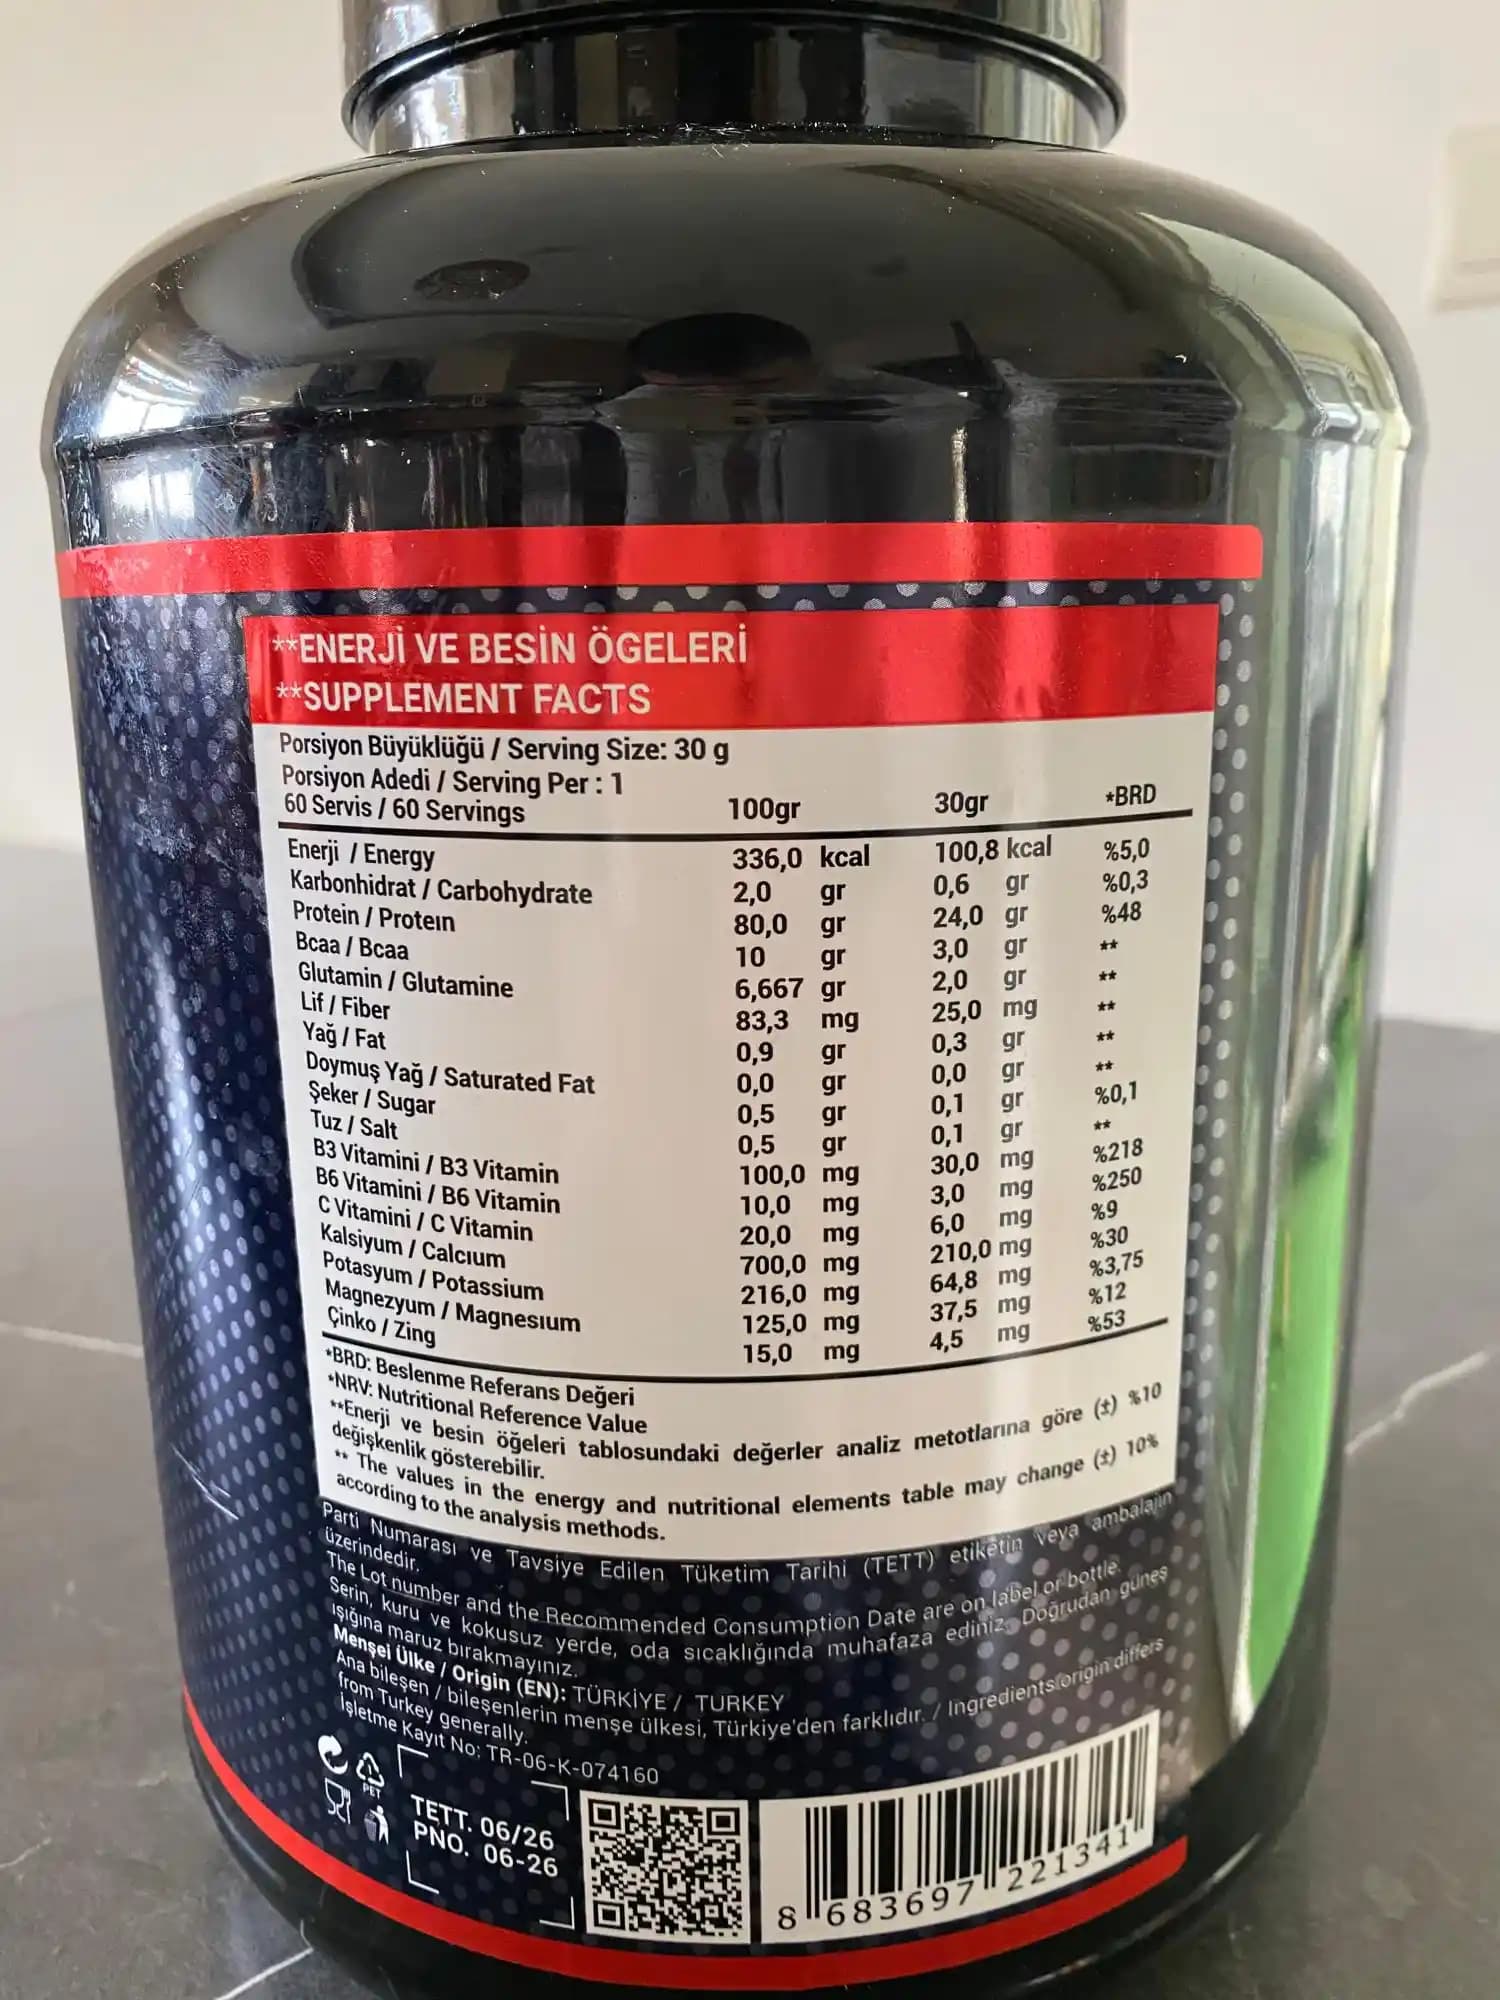 **ENERJİ VE BESİN ÖGELERİ
**SUPPLEMENT FACTS
Porsiyon Büyüklüğü / Serving Size: 30 g
Porsiyon Adedi / Serving Per : 1
60 Servis / 60 Servings 100gr 30gr *BRD
Enerji / Energy 336,0 kcal 100,8 kcal %5,0
Karbonhidrat / Carbohydrate 2,0 gr 0,6 gr %0,3
Protein / Proteın 80,0 gr 24,0 gr %48
Bcaa / Bcaa 10 gr 3,0 gr **
Glutamin / Glutamine 6,667 gr 2,0 gr **
Lif / Fiber 83,3 mg 25,0 mg **
Yağ / Fat 0,9 gr 0,3 gr **
Doymuş Yağ / Saturated Fat 0,0 gr 0,0 gr **
Şeker / Sugar 0,5 gr 0,1 gr %0,1
Tuz / Salt 0,5 gr 0,1 gr **
B3 Vitamini / B3 Vitamin 100,0 mg 30,0 mg %218
B6 Vitamini / B6 Vitamin 10,0 mg 3,0 mg %250
C Vitamini / C Vitamin 20,0 mg 6,0 mg %9
Kalsiyum / Calcıum 700,0 mg 210,0 mg %30
Potasyum / Potassium 216,0 mg 64,8 mg %3,75
Magnezyum / Magnesıum 125,0 mg 37,5 mg %12
Çinko / Zing 15,0 mg 4,5 mg %53
*BRD: Beslenme Referans Değeri
*NRV: Nutritional Reference Value
**Enerji ve besin öğeleri tablosundaki değerler analiz metotlarına göre (±) %10
değişkenlik gösterebilir.
** The values in the energy and nutritional elements table may change (±) 10%
according to the analysis methods.
Parti Numarası ve Tavsiye Edilen Tüketim Tarihi (TETT) etiketin veya ambalajın
üzerindedir.
The Lot number and the Recommended Consumption Date are on label or bottle.
Serin, kuru ve kokusuz yerde, oda sıcaklığında muhafaza ediniz. Doğrudan güneş
ışığına maruz bırakmayınız.
Menşei Ülke / Origin (EN): TÜRKİYE / TURKEY
Ana bileşen / bileşenlerin menşe ülkesi, Türkiye'den farklıdır. / Ingredients origin differs
from Turkey generally.
İşletme Kayıt No: TR-06-K-074160
PET
TETT. 06/26
PNO. 06-26
8 683697 221341